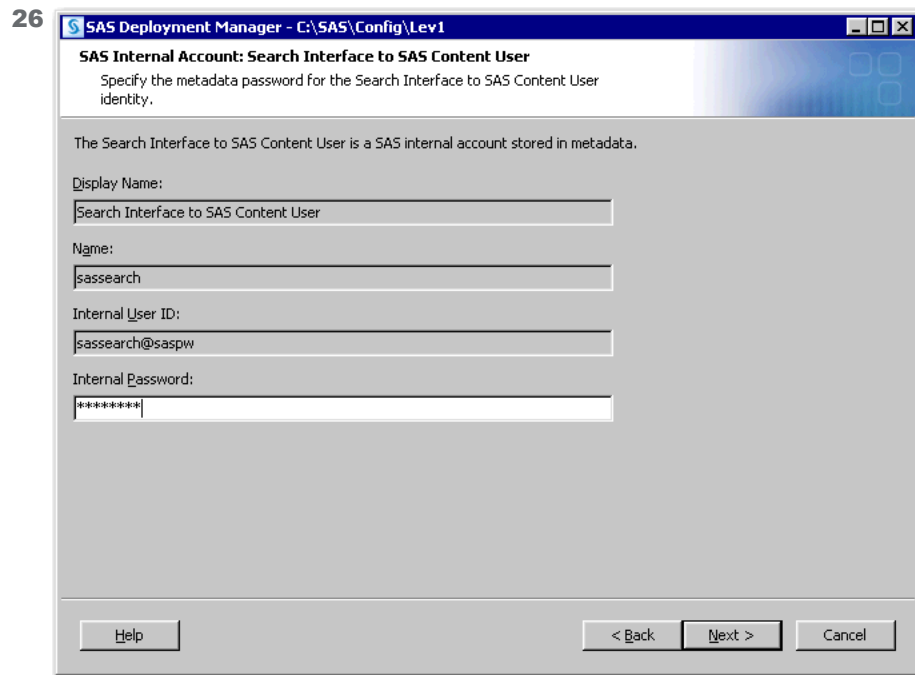 26
SAS Deployment Manager - C:\SAS\Config\Lev1
SAS Internal Account: Search Interface to SAS Content User
Specify the metadata password for the Search Interface to SAS Content User
identity.
The Search Interface to SAS Content User is a SAS internal account stored in metadata.
Display Name:
Search Interface to SAS Content User
Name:
sassearch
Internal User ID:
sassearch@saspw
Internal Password:
********
Help
< Back
Next >
Cancel